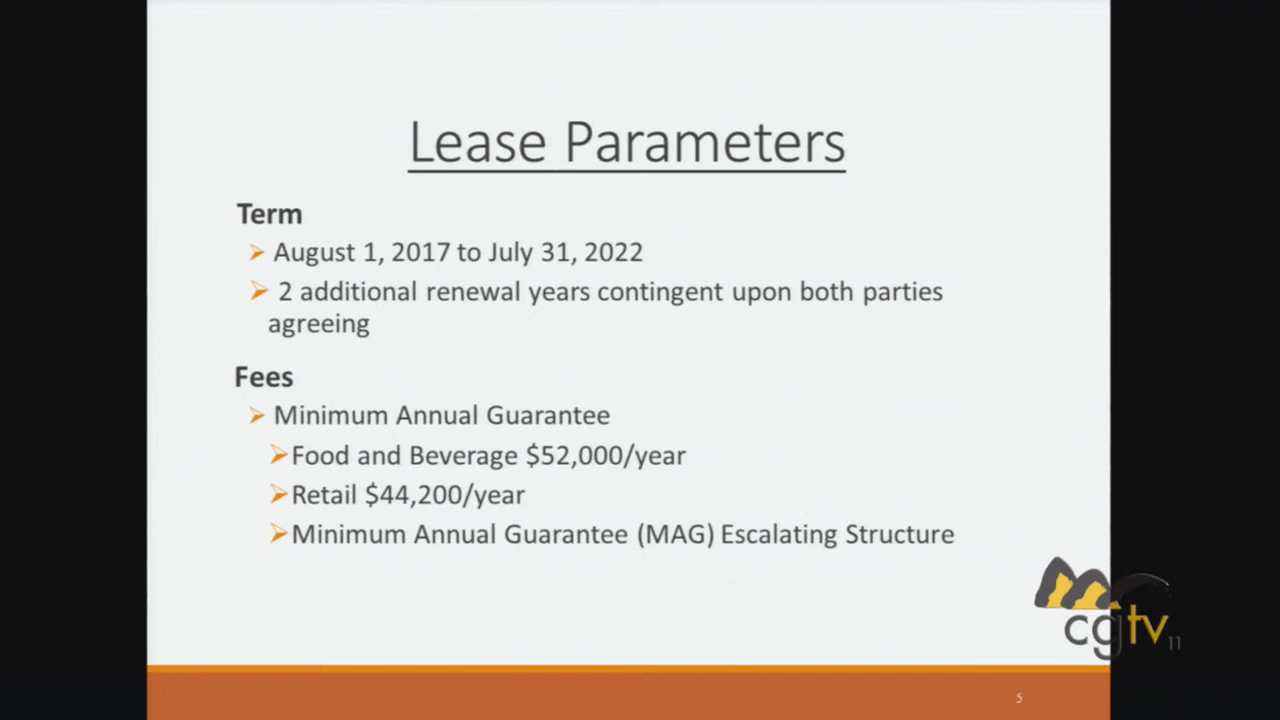 Lease Parameters
Term
➢ August 1, 2017 to July 31, 2022
➢ 2 additional renewal years contingent upon both parties
agreeing
Fees
➢ Minimum Annual Guarantee
➢Food and Beverage $52,000/year
➢Retail $44,200/year
➢Minimum Annual Guarantee (MAG) Escalating Structure
cgtv11
5